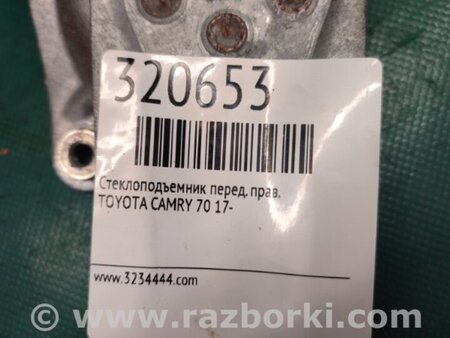 320653
Стеклоподъемник перед. прав.
TOYOTA CAMRY 70 17-
www.3234444.com
www.razborki.com